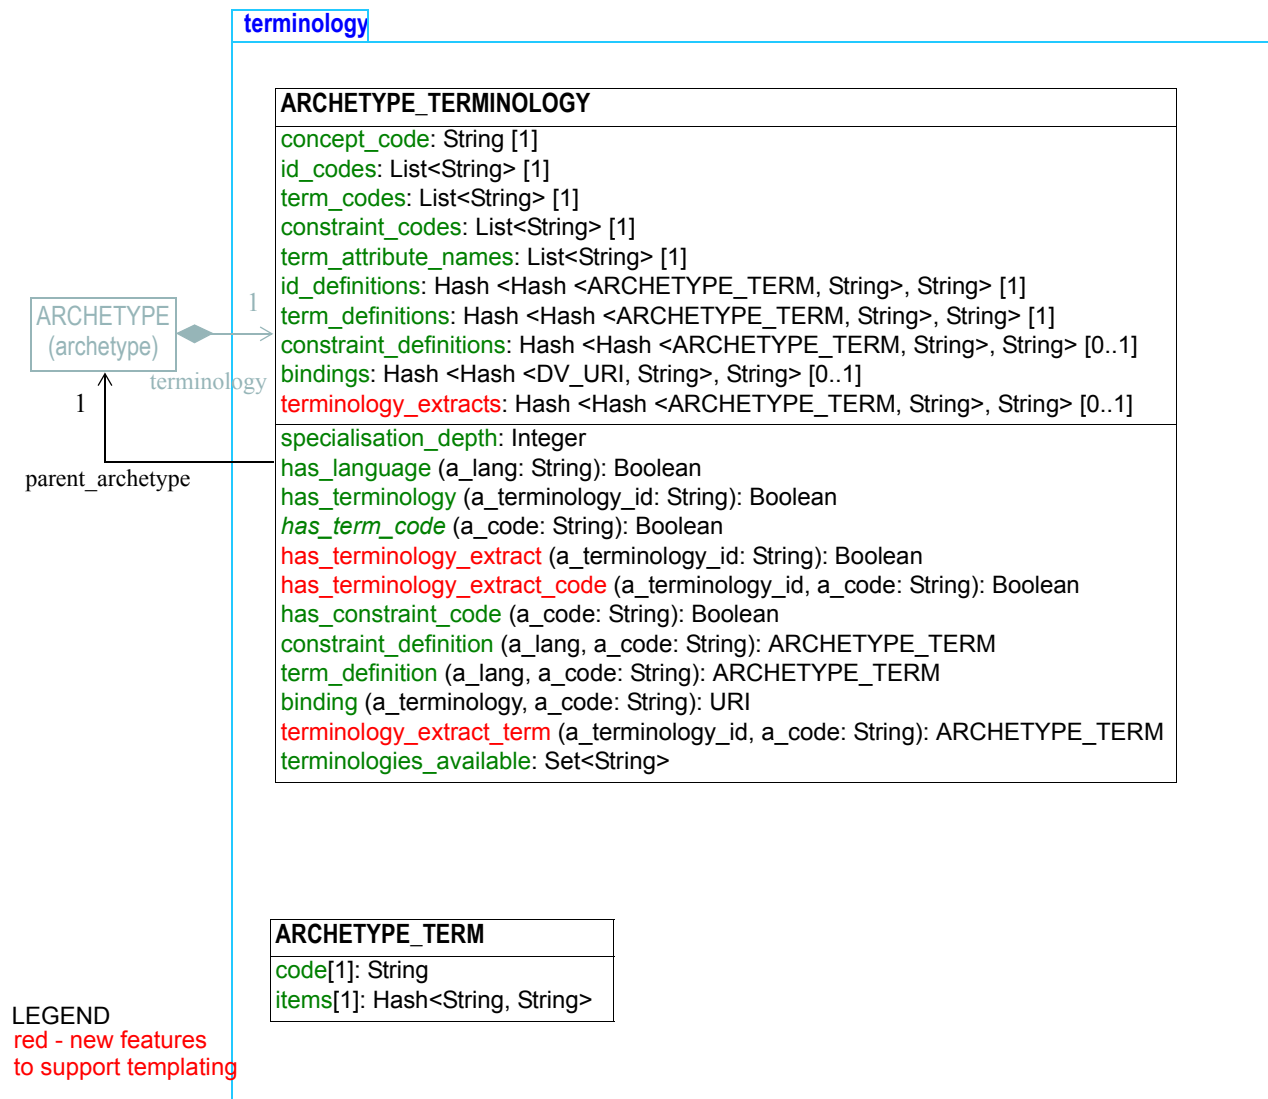 terminology
ARCHETYPE_TERMINOLOGY
concept_code: String [1]
id_codes: List<String> [1]
term_codes: List<String> [1]
constraint_codes: List<String> [1]
term_attribute_names: List<String> [1]
id_definitions: Hash <Hash <ARCHETYPE_TERM, String>, String> [1]
term_definitions: Hash <Hash <ARCHETYPE_TERM, String>, String> [1]
constraint_definitions: Hash <Hash <ARCHETYPE_TERM, String>, String> [0..1]
bindings: Hash <Hash <DV_URI, String>, String> [0..1]
terminology_extracts: Hash <Hash <ARCHETYPE_TERM, String>, String> [0..1]
specialisation_depth: Integer
has_language (a_lang: String): Boolean
has_terminology (a_terminology_id: String): Boolean
has_term_code (a_code: String): Boolean
has_terminology_extract (a_terminology_id: String): Boolean
has_terminology_extract_code (a_terminology_id, a_code: String): Boolean
has_constraint_code (a_code: String): Boolean
constraint_definition (a_lang, a_code: String): ARCHETYPE_TERM
term_definition (a_lang, a_code: String): ARCHETYPE_TERM
binding (a_terminology, a_code: String): URI
terminology_extract_term (a_terminology_id, a_code: String): ARCHETYPE_TERM
terminologies_available: Set<String>
ARCHETYPE
(archetype)
1
terminology
1
parent_archetype
ARCHETYPE_TERM
code[1]: String
items[1]: Hash<String, String>
LEGEND
red - new features
to support templating